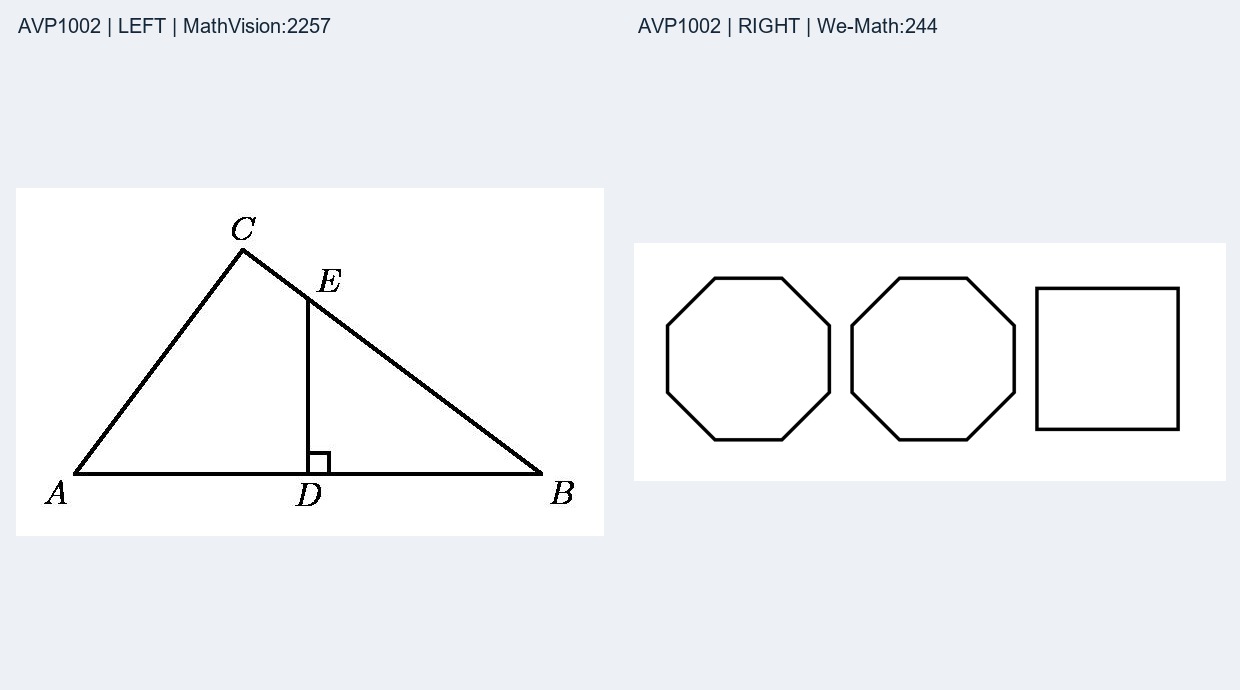 AVP1002 | LEFT | MathVision:2257
AVP1002 | RIGHT | We-Math:244
C
E
A
D
B